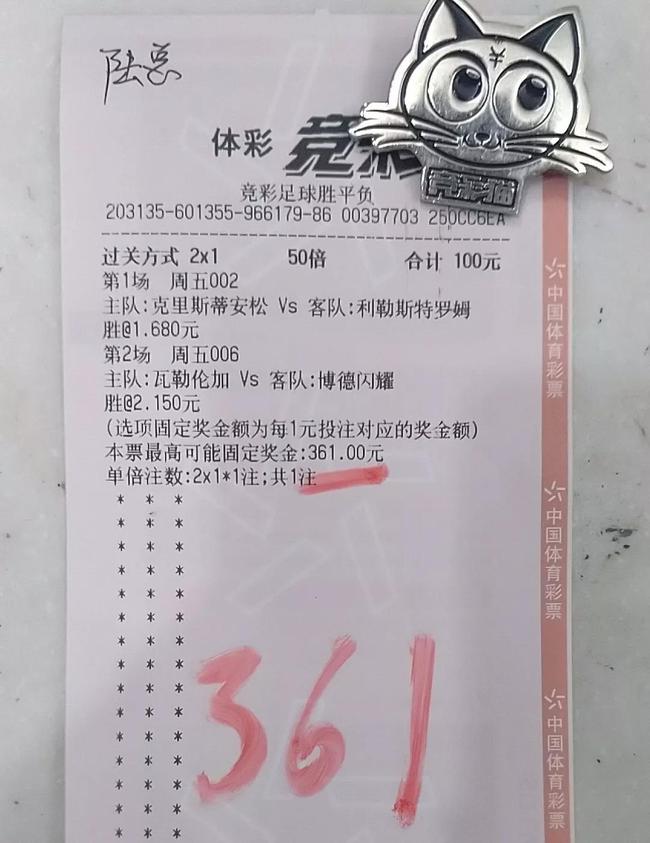 陆总
体彩 竞彩
竞彩猫
竞彩足球胜平负
203135-601355-966179-86 00397703 250CC6EA
过关方式 2x1 50倍 合计 100元
第1场 周五002
主队:克里斯蒂安松 Vs 客队:利勒斯特罗姆
胜@1.680元
第2场 周五006
主队:瓦勒伦加 Vs 客队:博德闪耀
胜@2.150元
(选项固定奖金额为每1元投注对应的奖金额)
本票最高可能固定奖金:361.00元
单倍注数:2x1*1注;共1注
361
中国体育彩票
中国体育彩票
中国体育彩票